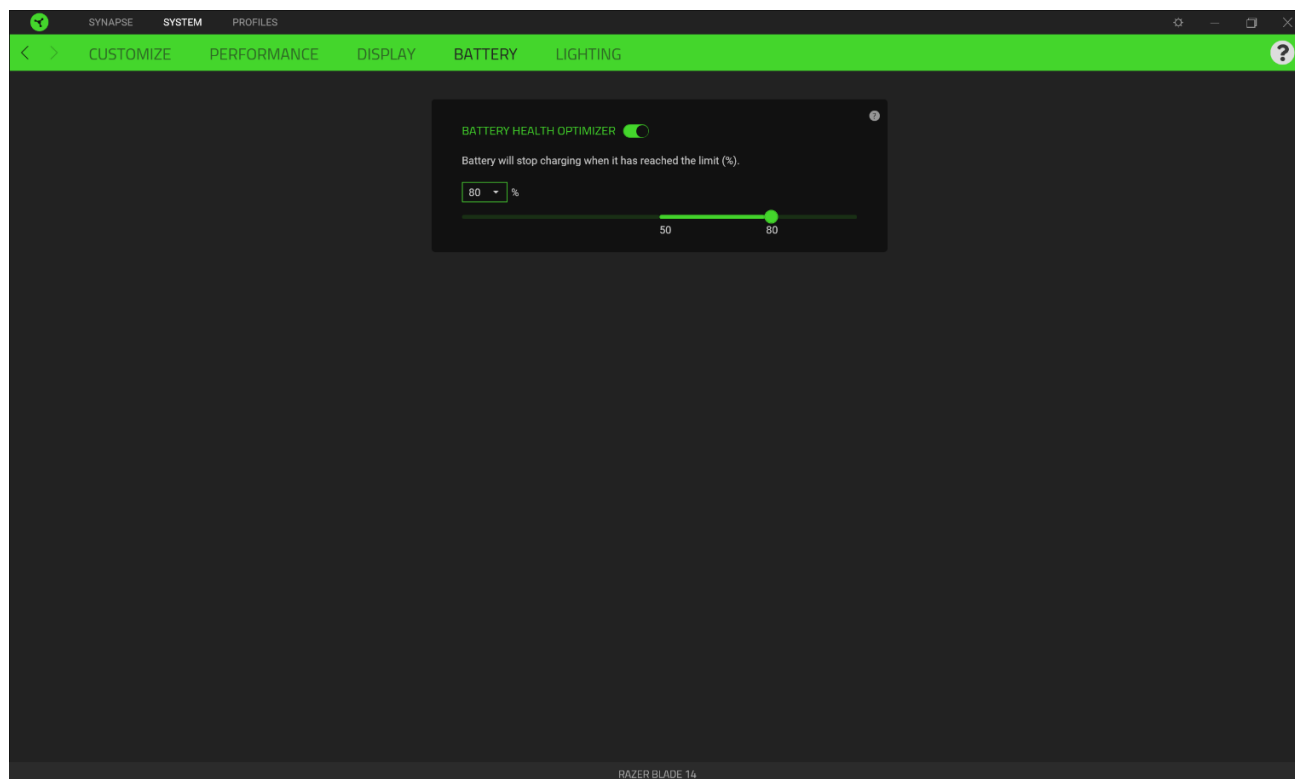 SYNAPSE SYSTEM PROFILES
CUSTOMIZE PERFORMANCE DISPLAY BATTERY LIGHTING ?
BATTERY HEALTH OPTIMIZER ?
Battery will stop charging when it has reached the limit (%).
80 %
50 80
RAZER BLADE 14